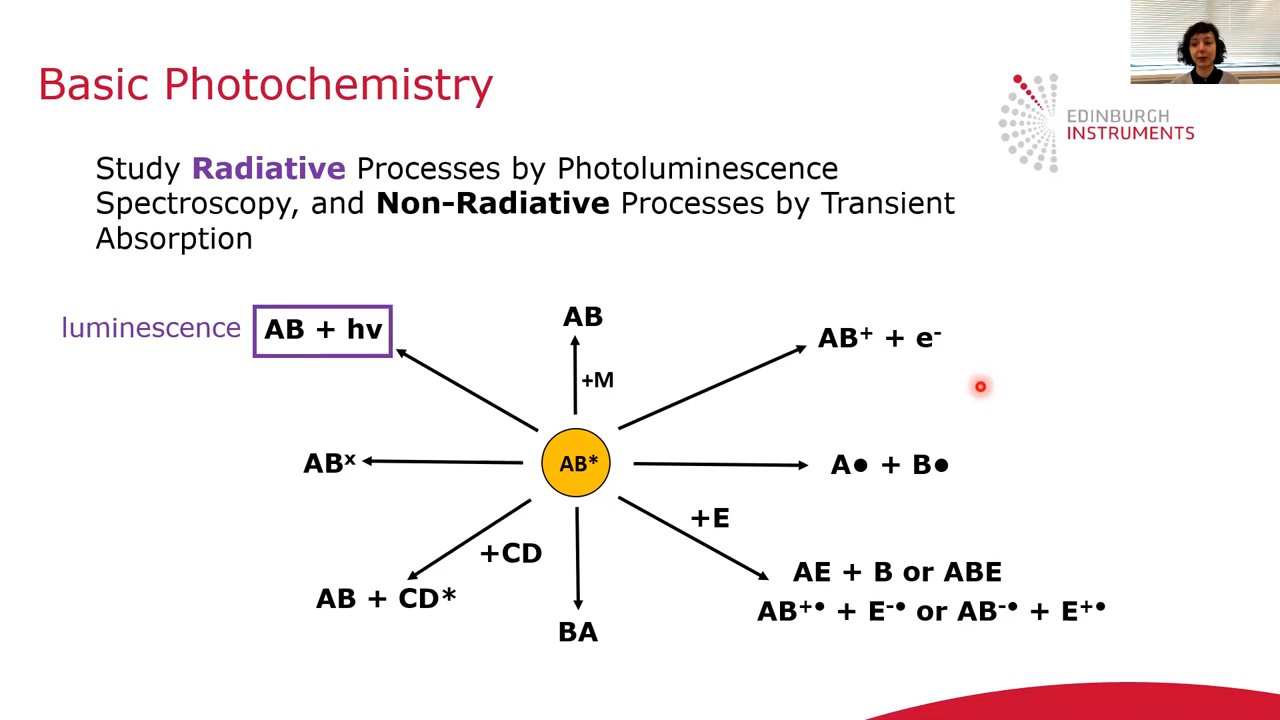 Basic Photochemistry
EDINBURGH
INSTRUMENTS
Study Radiative Processes by Photoluminescence
Spectroscopy, and Non-Radiative Processes by Transient
Absorption
luminescence
AB + hv
AB
AB⁺ + e⁻
+M
ABˣ
AB*
A• + B•
+E
+CD
AB + CD*
AE + B or ABE
AB⁺• + E⁻• or AB⁻• + E⁺•
BA